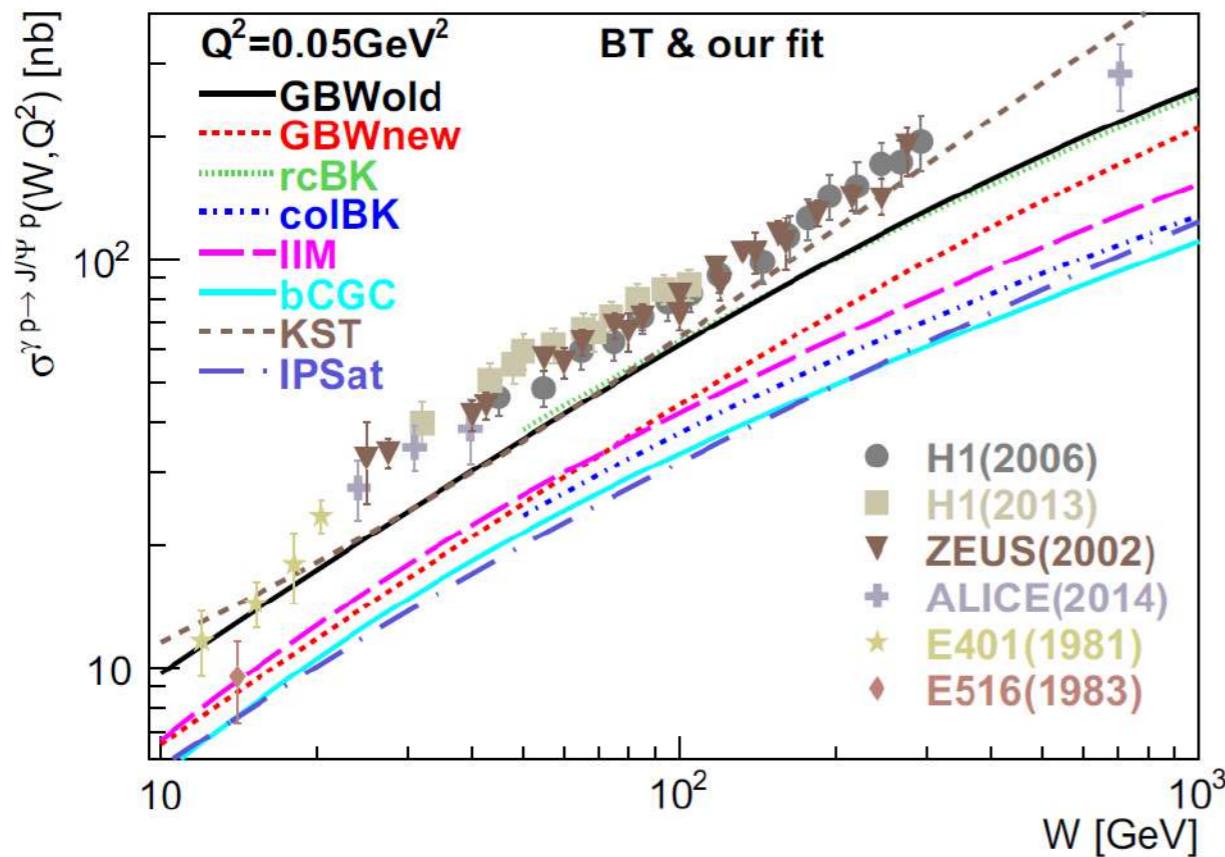 σ^γ p→ J/Ψ p(W,Q²) [nb]
Q²=0.05GeV²
BT & our fit
GBWold
GBWnew
rcBK
colBK
IIM
bCGC
KST
IPSat
10²
10
H1(2006)
H1(2013)
ZEUS(2002)
ALICE(2014)
E401(1981)
E516(1983)
10
10²
10³
W [GeV]